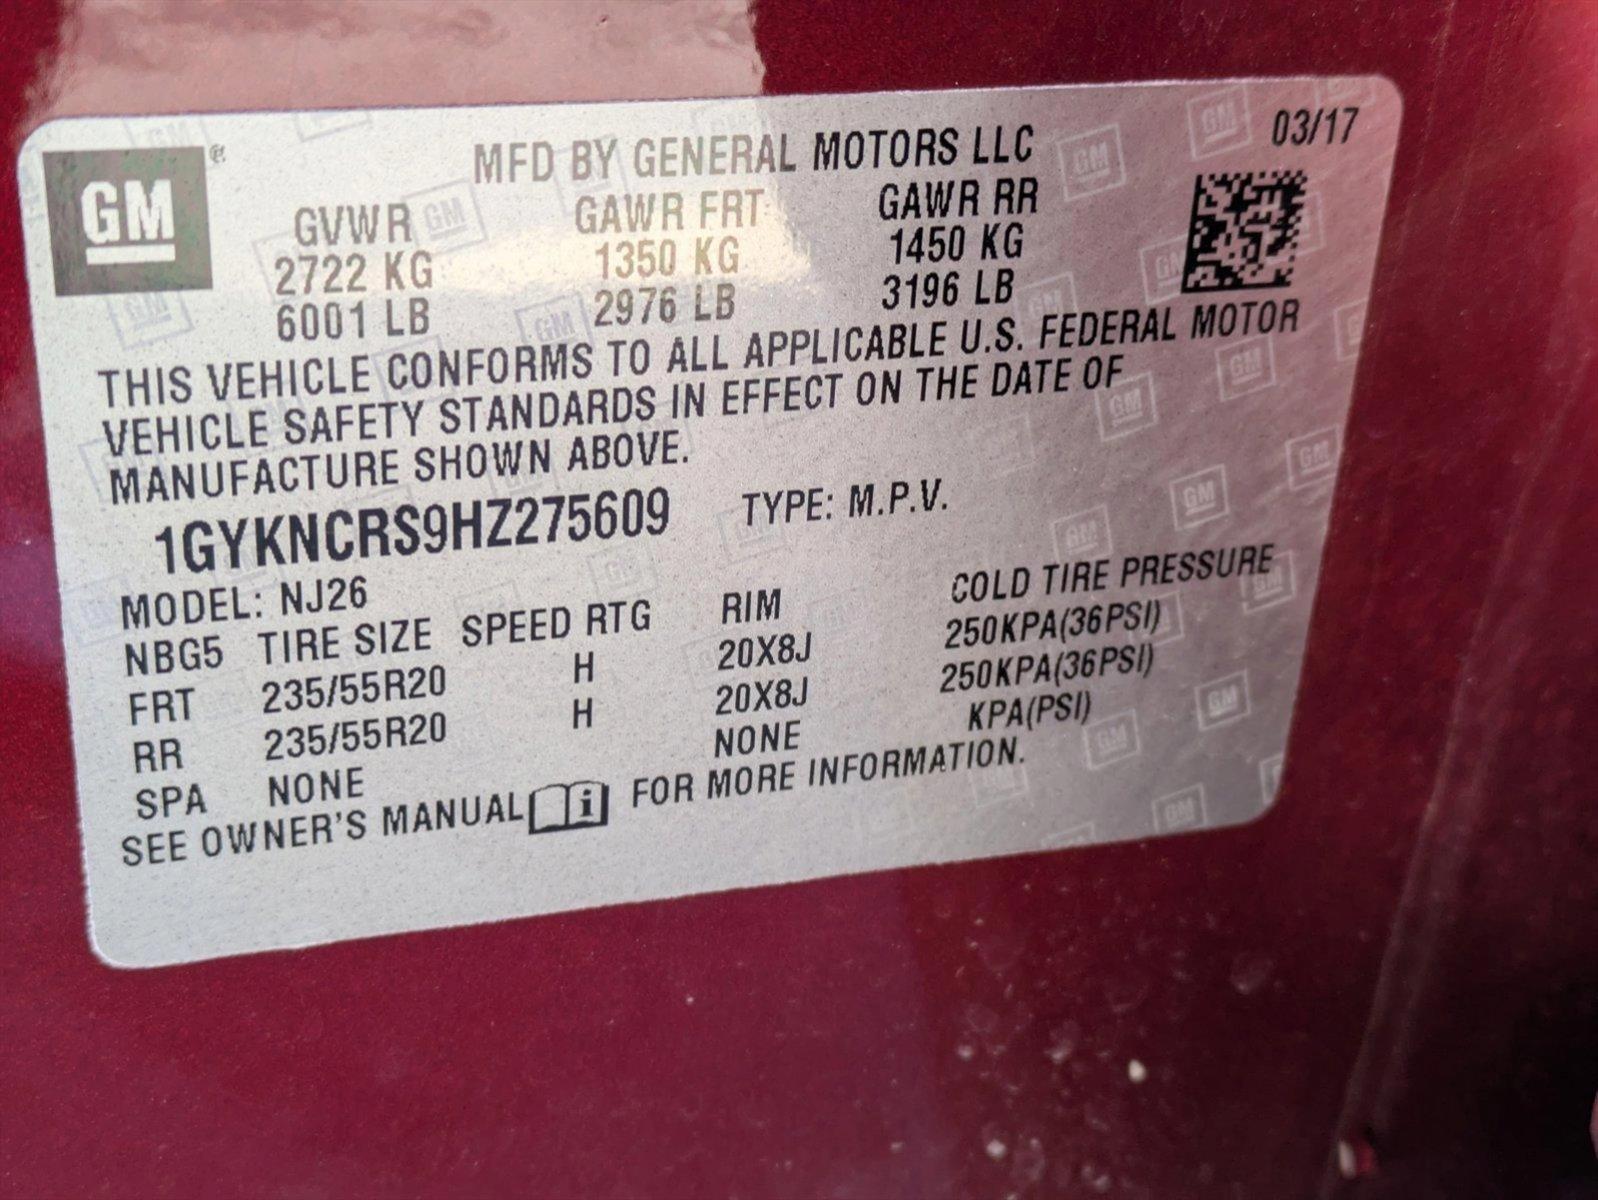 GM ®
MFD BY GENERAL MOTORS LLC
03/17
GVWR GAWR FRT GAWR RR
2722 KG 1350 KG 1450 KG
6001 LB 2976 LB 3196 LB
THIS VEHICLE CONFORMS TO ALL APPLICABLE U.S. FEDERAL MOTOR
VEHICLE SAFETY STANDARDS IN EFFECT ON THE DATE OF
MANUFACTURE SHOWN ABOVE.
1GYKNCRS9HZ275609 TYPE: M.P.V.
MODEL: NJ26
NBG5 TIRE SIZE SPEED RTG RIM COLD TIRE PRESSURE
FRT 235/55R20 H 20X8J 250KPA(36PSI)
RR 235/55R20 H 20X8J 250KPA(36PSI)
SPA NONE NONE KPA(PSI)
SEE OWNER'S MANUAL i FOR MORE INFORMATION.